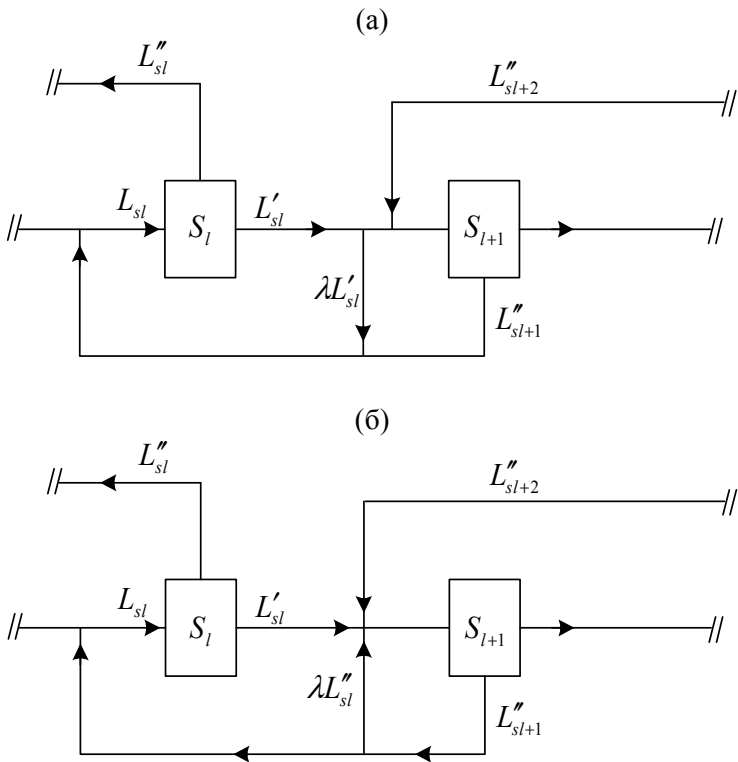 (а)
L″sl
L″sl+2
Lsl
Sl
L′sl
Sl+1
λL′sl
L″sl+1
(б)
L″sl
L″sl+2
Lsl
Sl
L′sl
Sl+1
λL″sl
L″sl+1